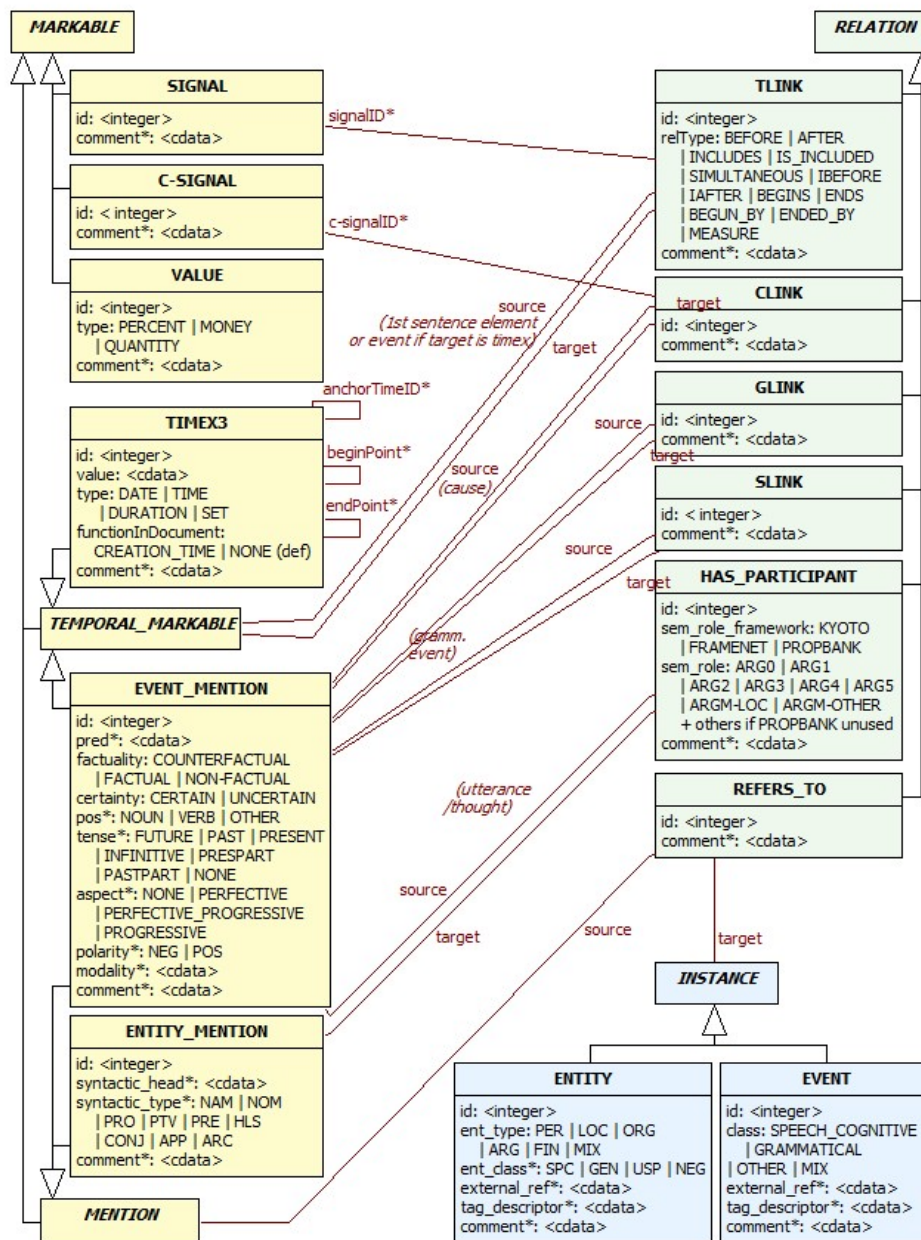 MARKABLE
SIGNAL
id: <integer>
comment*: <cdata>
C-SIGNAL
id: < integer>
comment*: <cdata>
VALUE
id: <integer>
type: PERCENT | MONEY
| QUANTITY
comment*: <cdata>
TIMEX3
id: <integer>
value: <cdata>
type: DATE | TIME
| DURATION | SET
functionInDocument:
CREATION_TIME | NONE (def)
comment*: <cdata>
TEMPORAL_MARKABLE
EVENT_MENTION
id: <integer>
pred*: <cdata>
factuality: COUNTERFACTUAL
| FACTUAL | NON-FACTUAL
certainty: CERTAIN | UNCERTAIN
pos*: NOUN | VERB | OTHER
tense*: FUTURE | PAST | PRESENT
| INFINITIVE | PRESPART
| PASTPART | NONE
aspect*: NONE | PERFECTIVE
| PERFECTIVE_PROGRESSIVE
| PROGRESSIVE
polarity*: NEG | POS
modality*: <cdata>
comment*: <cdata>
ENTITY_MENTION
id: <integer>
syntactic_head*: <cdata>
syntactic_type*: NAM | NOM
| PRO | PTV | PRE | HLS
| CONJ | APP | ARC
comment*: <cdata>
MENTION
signalID*
c-signalID*
source
(1st sentence element
or event if target is timex)
target
target
anchorTimeID*
beginPoint*
endPoint*
source
(cause)
source
target
source
target
(gramm.
event)
(utterance
/thought)
source
target
source
target
RELATION
TLINK
id: <integer>
relType: BEFORE | AFTER
| INCLUDES | IS_INCLUDED
| SIMULTANEOUS | IBEFORE
| IAFTER | BEGINS | ENDS
| BEGUN_BY | ENDED_BY
| MEASURE
comment*: <cdata>
CLINK
id: <integer>
comment*: <cdata>
GLINK
id: <integer>
comment*: <cdata>
SLINK
id: < integer>
comment*: <cdata>
HAS_PARTICIPANT
id: <integer>
sem_role_framework: KYOTO
| FRAMENET | PROPBANK
sem_role: ARG0 | ARG1
| ARG2 | ARG3 | ARG4 | ARG5
| ARGM-LOC | ARGM-OTHER
+ others if PROPBANK unused
comment*: <cdata>
REFERS_TO
id: <integer>
comment*: <cdata>
INSTANCE
ENTITY
id: <integer>
ent_type: PER | LOC | ORG
| ARG | FIN | MIX
ent_class*: SPC | GEN | USP | NEG
external_ref*: <cdata>
tag_descriptor*: <cdata>
comment*: <cdata>
EVENT
id: <integer>
class: SPEECH_COGNITIVE
| GRAMMATICAL
| OTHER | MIX
external_ref*: <cdata>
tag_descriptor*: <cdata>
comment*: <cdata>